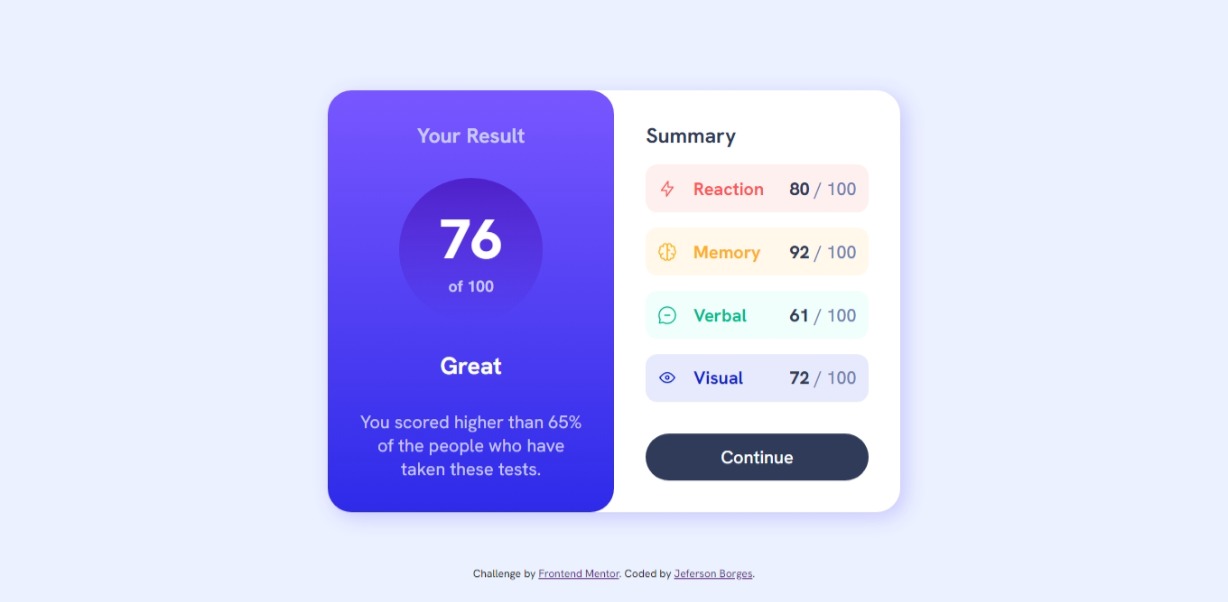 Your Result
76
of 100
Great
You scored higher than 65%
of the people who have
taken these tests.
Summary
Reaction 80 / 100
Memory 92 / 100
Verbal 61 / 100
Visual 72 / 100
Continue
Challenge by Frontend Mentor. Coded by Jeferson Borges.